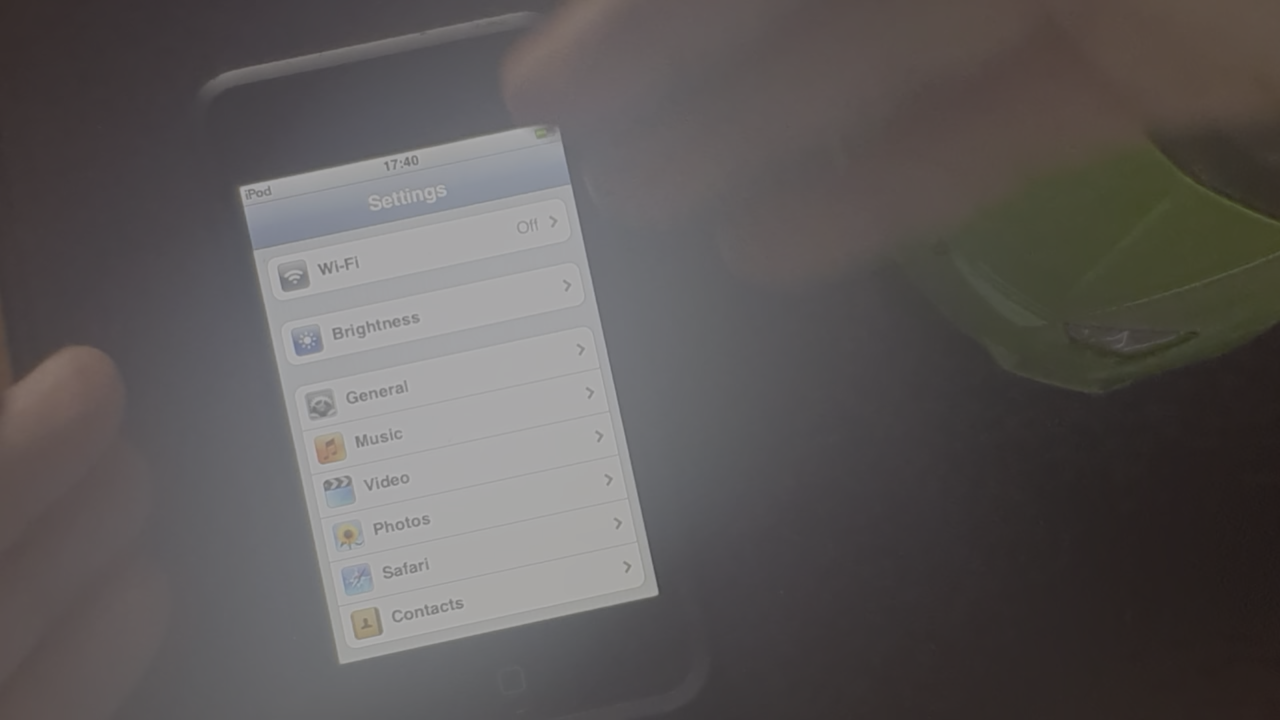 iPod 17:40
Settings
Wi-Fi Off
Brightness
General
Music
Video
Photos
Safari
Contacts